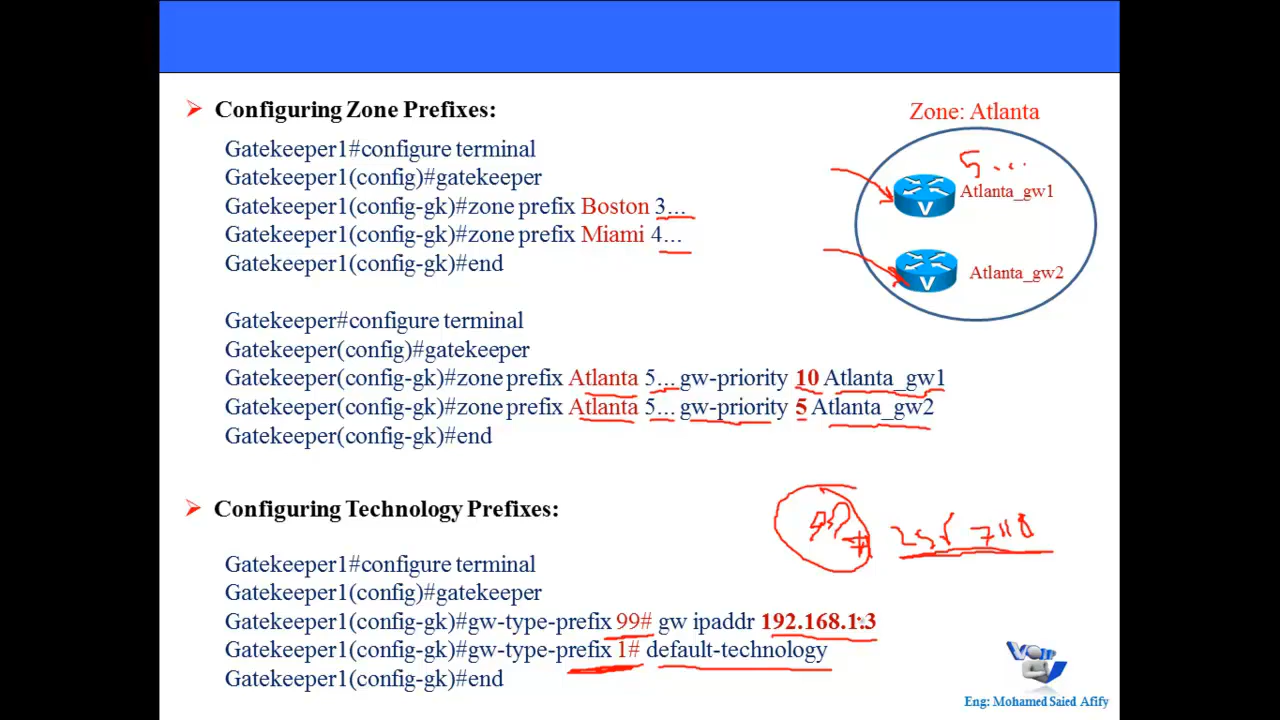 Configuring Zone Prefixes:
Gatekeeper1#configure terminal
Gatekeeper1(config)#gatekeeper
Gatekeeper1(config-gk)#zone prefix Boston 3...
Gatekeeper1(config-gk)#zone prefix Miami 4...
Gatekeeper1(config-gk)#end
Zone: Atlanta
5....
Atlanta_gw1
V
Atlanta_gw2
V
Gatekeeper#configure terminal
Gatekeeper(config)#gatekeeper
Gatekeeper(config-gk)#zone prefix Atlanta 5... gw-priority 10 Atlanta_gw1
Gatekeeper(config-gk)#zone prefix Atlanta 5... gw-priority 5 Atlanta_gw2
Gatekeeper(config-gk)#end
Configuring Technology Prefixes:
Gatekeeper1#configure terminal
Gatekeeper1(config)#gatekeeper
Gatekeeper1(config-gk)#gw-type-prefix 99# gw ipaddr 192.168.1.3
Gatekeeper1(config-gk)#gw-type-prefix 1# default-technology
Gatekeeper1(config-gk)#end
Eng: Mohamed Saied Afify